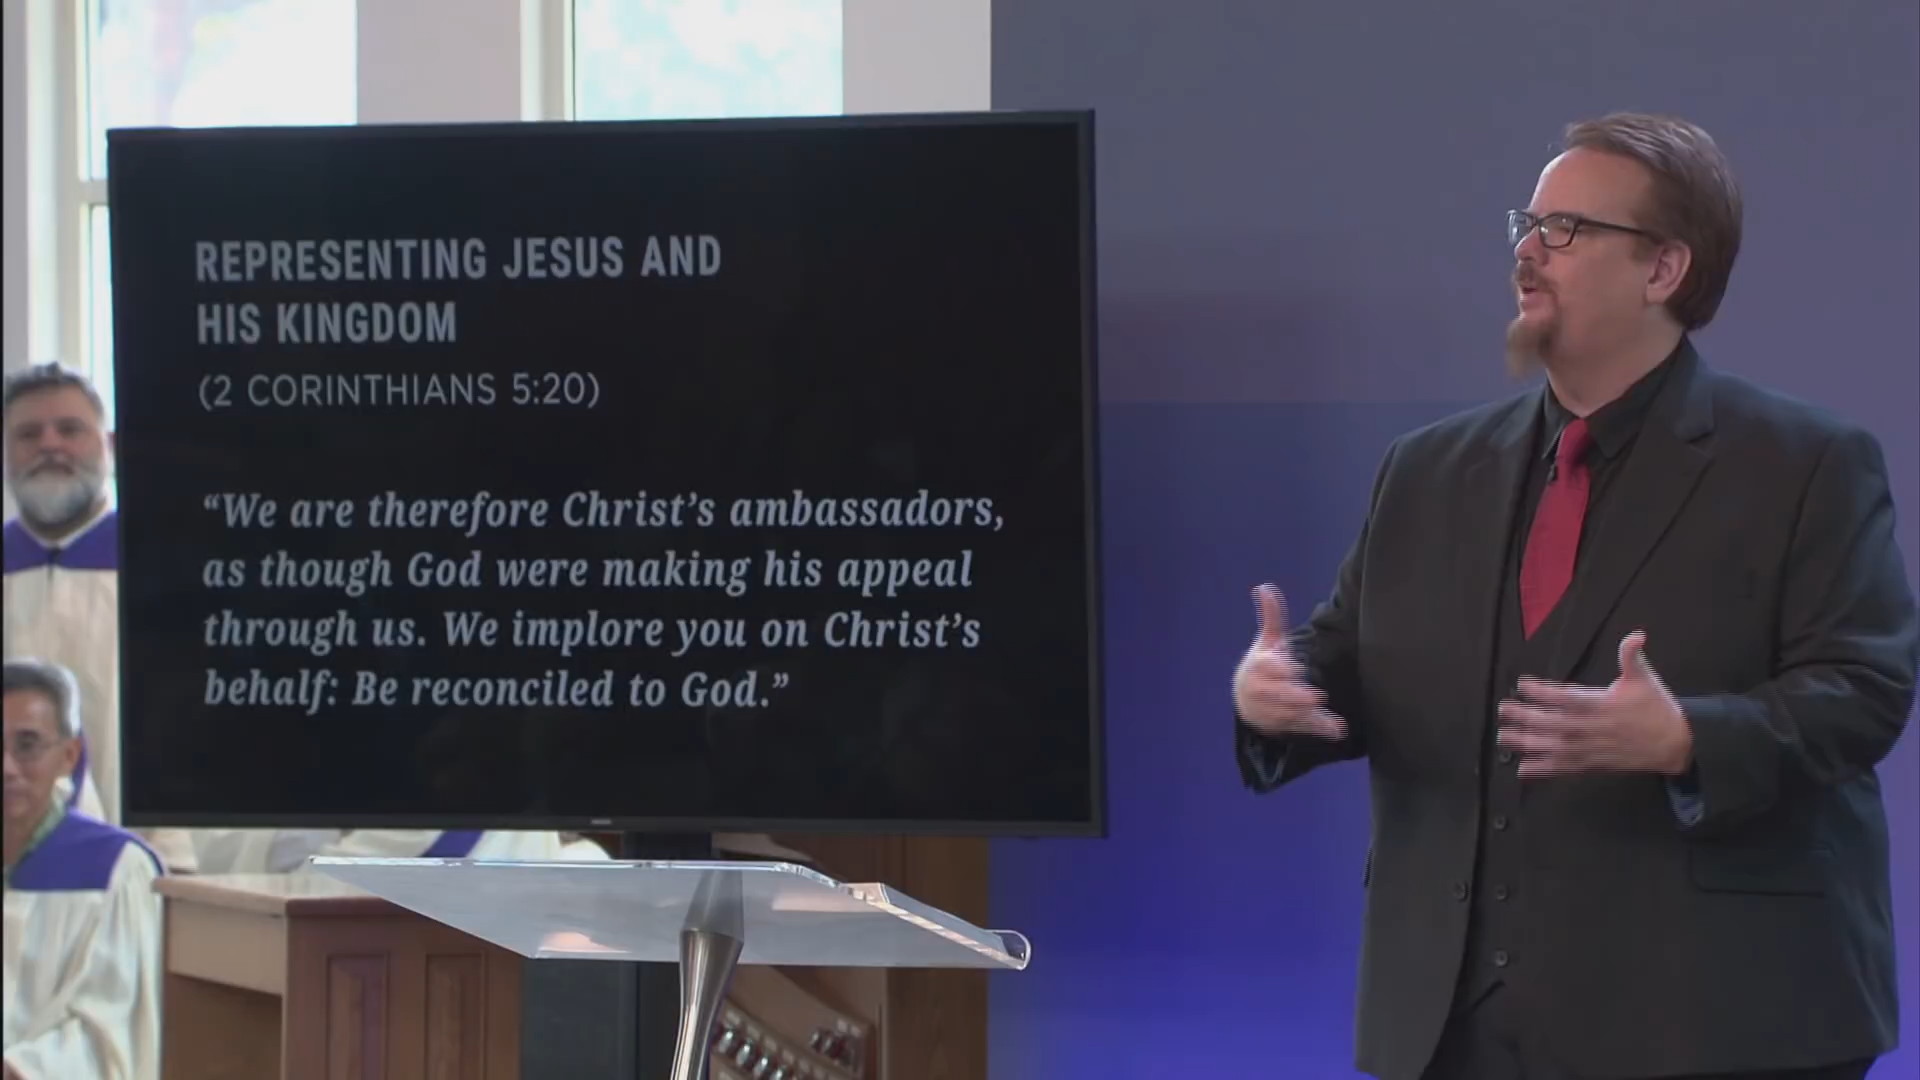 REPRESENTING JESUS AND
HIS KINGDOM
(2 CORINTHIANS 5:20)
“We are therefore Christ’s ambassadors,
as though God were making his appeal
through us. We implore you on Christ’s
behalf: Be reconciled to God.”